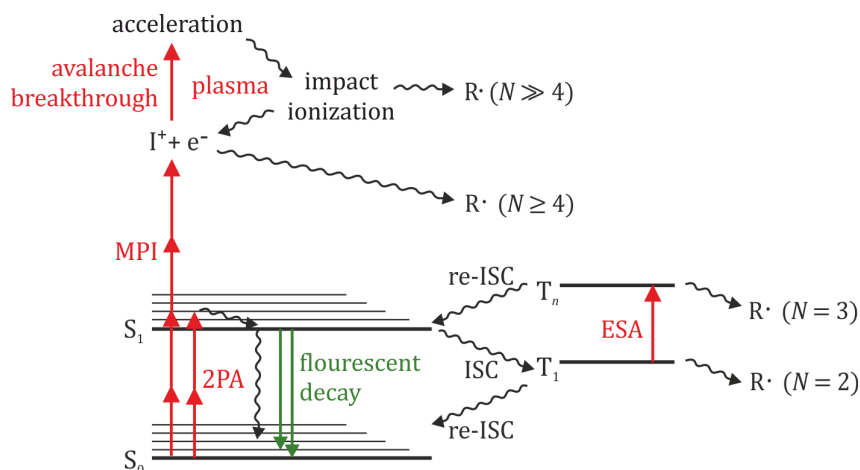 acceleration
avalanche
breakthrough
plasma
impact
ionization
R· (N ≫ 4)
I⁺+ e⁻
R· (N ≥ 4)
MPI
re-ISC
Tₙ
R· (N = 3)
S₁
ESA
2PA
flourescent
decay
ISC
T₁
R· (N = 2)
re-ISC
S₀